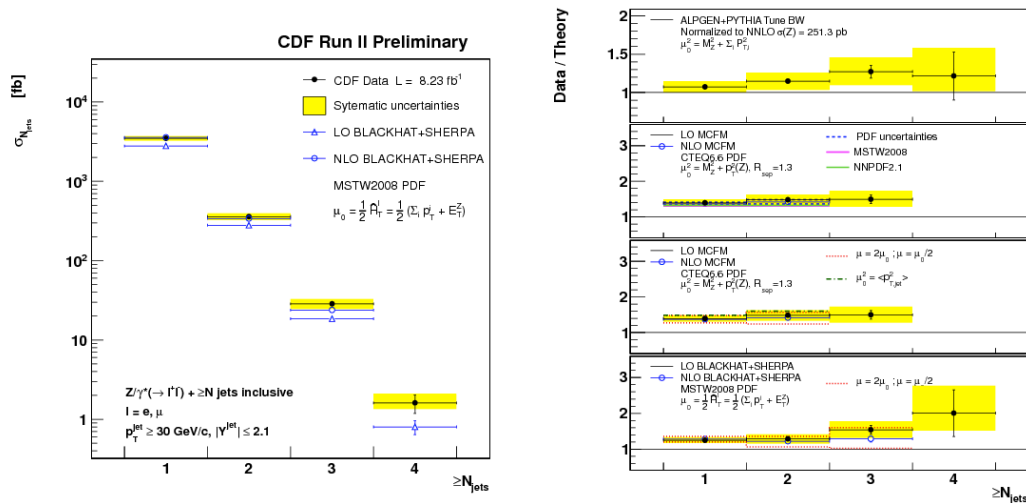 CDF Run II Preliminary
σ_Njets [fb]
CDF Data L = 8.23 fb⁻¹
Sytematic uncertainties
LO BLACKHAT+SHERPA
NLO BLACKHAT+SHERPA
MSTW2008 PDF
μ₀ = 1/2 Ĥ_T' = 1/2 (Σ_i p_T^i + E_T^Z)
10⁴
10³
10²
10
1
Z/γ*(→ l⁺l⁻) + ≥N jets inclusive
l = e, μ
p_T^jet ≥ 30 GeV/c, |Y^jet| ≤ 2.1
1 2 3 4
≥N_jets
Data / Theory
2
1.5
1
ALPGEN+PYTHIA Tune BW
Normalized to NNLO σ(Z) = 251.3 pb
μ₀² = M_Z² + Σ_i P_Tj²
3
2
1
LO MCFM
NLO MCFM
CTEQ6.6 PDF
μ₀² = M_Z² + p_T²(Z), R_sep=1.3
PDF uncertainties
MSTW2008
NNPDF2.1
3
2
1
LO MCFM
NLO MCFM
CTEQ6.6 PDF
μ₀² = M_Z² + p_T²(Z), R_sep=1.3
μ = 2μ₀ ; μ = μ₀/2
μ₀² = <p²_T,jet>
3
2
1
LO BLACKHAT+SHERPA
NLO BLACKHAT+SHERPA
MSTW2008 PDF
μ₀ = 1/2 Ĥ_T' = 1/2 (Σ_i p_T^i + E_T^Z)
μ = 2μ₀ ; μ = μ₀/2
1 2 3 4
≥N_jets